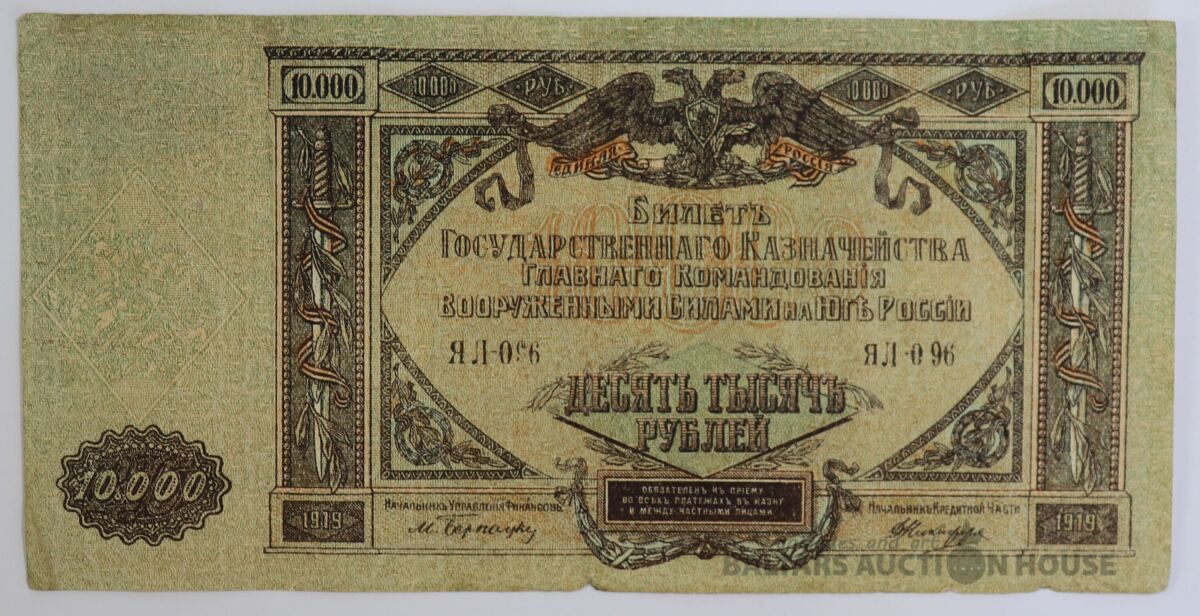 10.000 10.000 РУБ 10.000 РУБ 10.000
ЕДИНАЯ РОССІЯ
БИЛЕТЪ
ГОСУДАРСТВЕННАГО КАЗНАЧЕЙСТВА
ГЛАВНАГО КОМАНДОВАНІЯ
ВООРУЖЕННЫМИ СИЛАМИ НА ЮГѢ РОССІИ
ЯЛ-096 ЯЛ-096
ДЕСЯТЬ ТЫСЯЧЪ
РУБЛЕЙ
10.000
ОБЯЗАТЕЛЕНЪ КЪ ПРІЕМУ
ВО ВСѢХЪ ПЛАТЕЖАХЪ ВЪ КАЗНУ
И МЕЖДУ ЧАСТНЫМИ ЛИЦАМИ.
НАЧАЛЬНИКЪ УПРАВЛЕНІЯ ФИНАНСОВЪ НАЧАЛЬНИКЪ КРЕДИТНОЙ ЧАСТИ
1919 1919
and
BALTARS AUCTION HOUSE